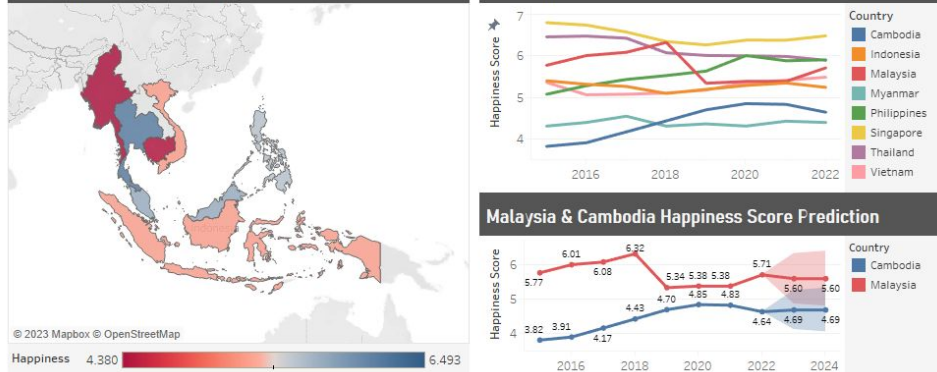 © 2023 Mapbox © OpenStreetMap
Happiness 4.380 6.493
Happiness Score
7
6
5
4
2016 2018 2020 2022
Country
Cambodia
Indonesia
Malaysia
Myanmar
Philippines
Singapore
Thailand
Vietnam
Malaysia & Cambodia Happiness Score Prediction
Happiness Score
6
5
4
5.77 6.01 6.08 6.32 5.34 5.38 5.38 5.71 5.60 5.60
3.82 3.91 4.17 4.43 4.70 4.85 4.83 4.64 4.69 4.69
2016 2018 2020 2022 2024
Country
Cambodia
Malaysia